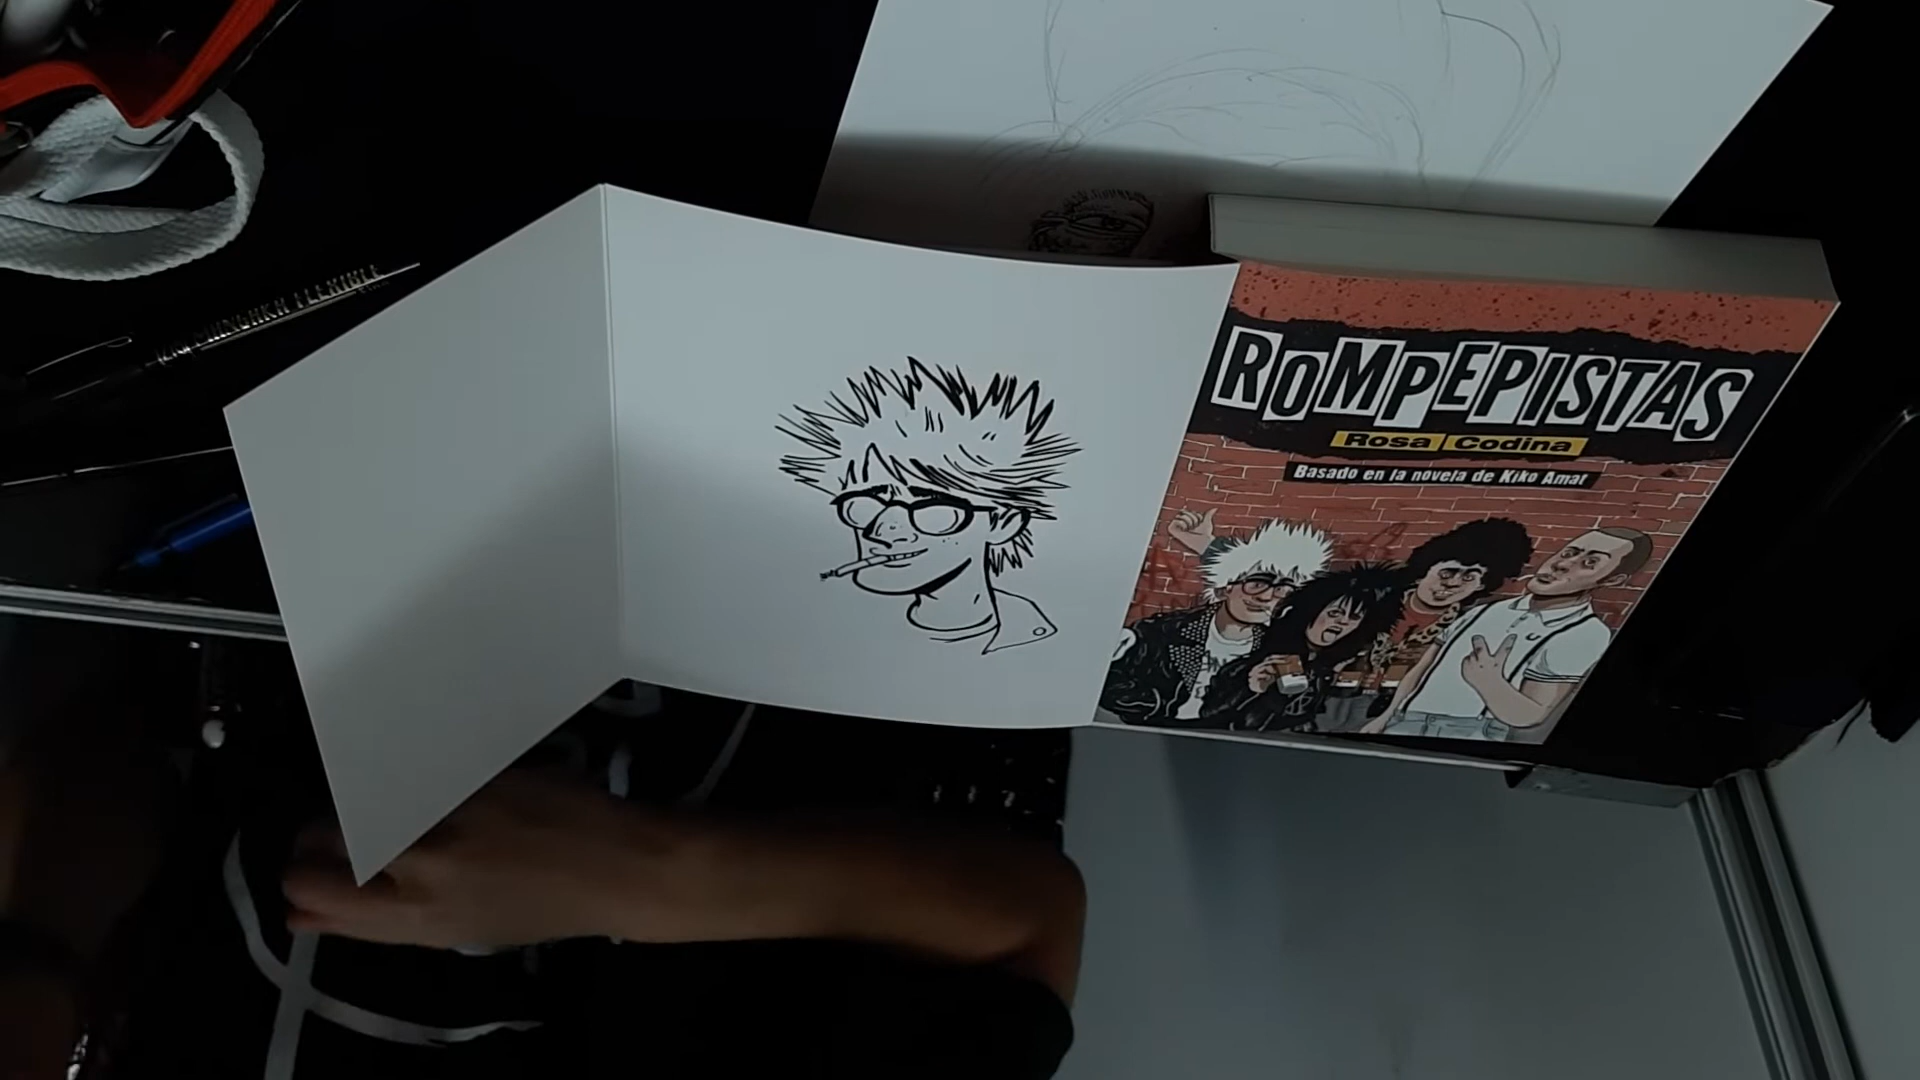 ROMPEPISTAS
Rosa Codina
Basado en la novela de Kiko Amat